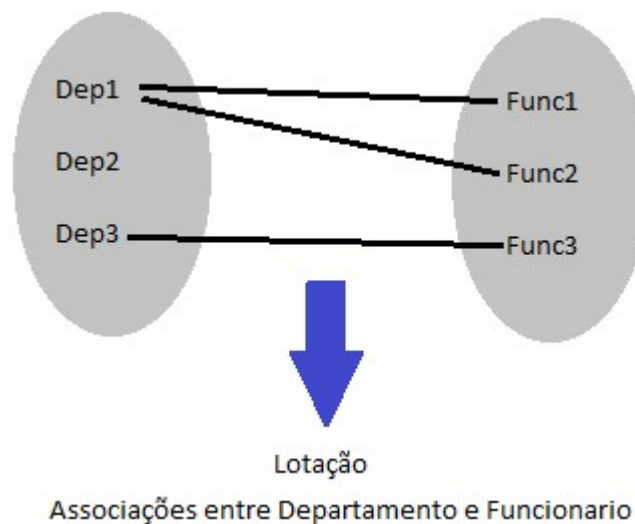 Dep1
Func1
Dep2
Func2
Dep3
Func3
Lotação
Associações entre Departamento e Funcionario